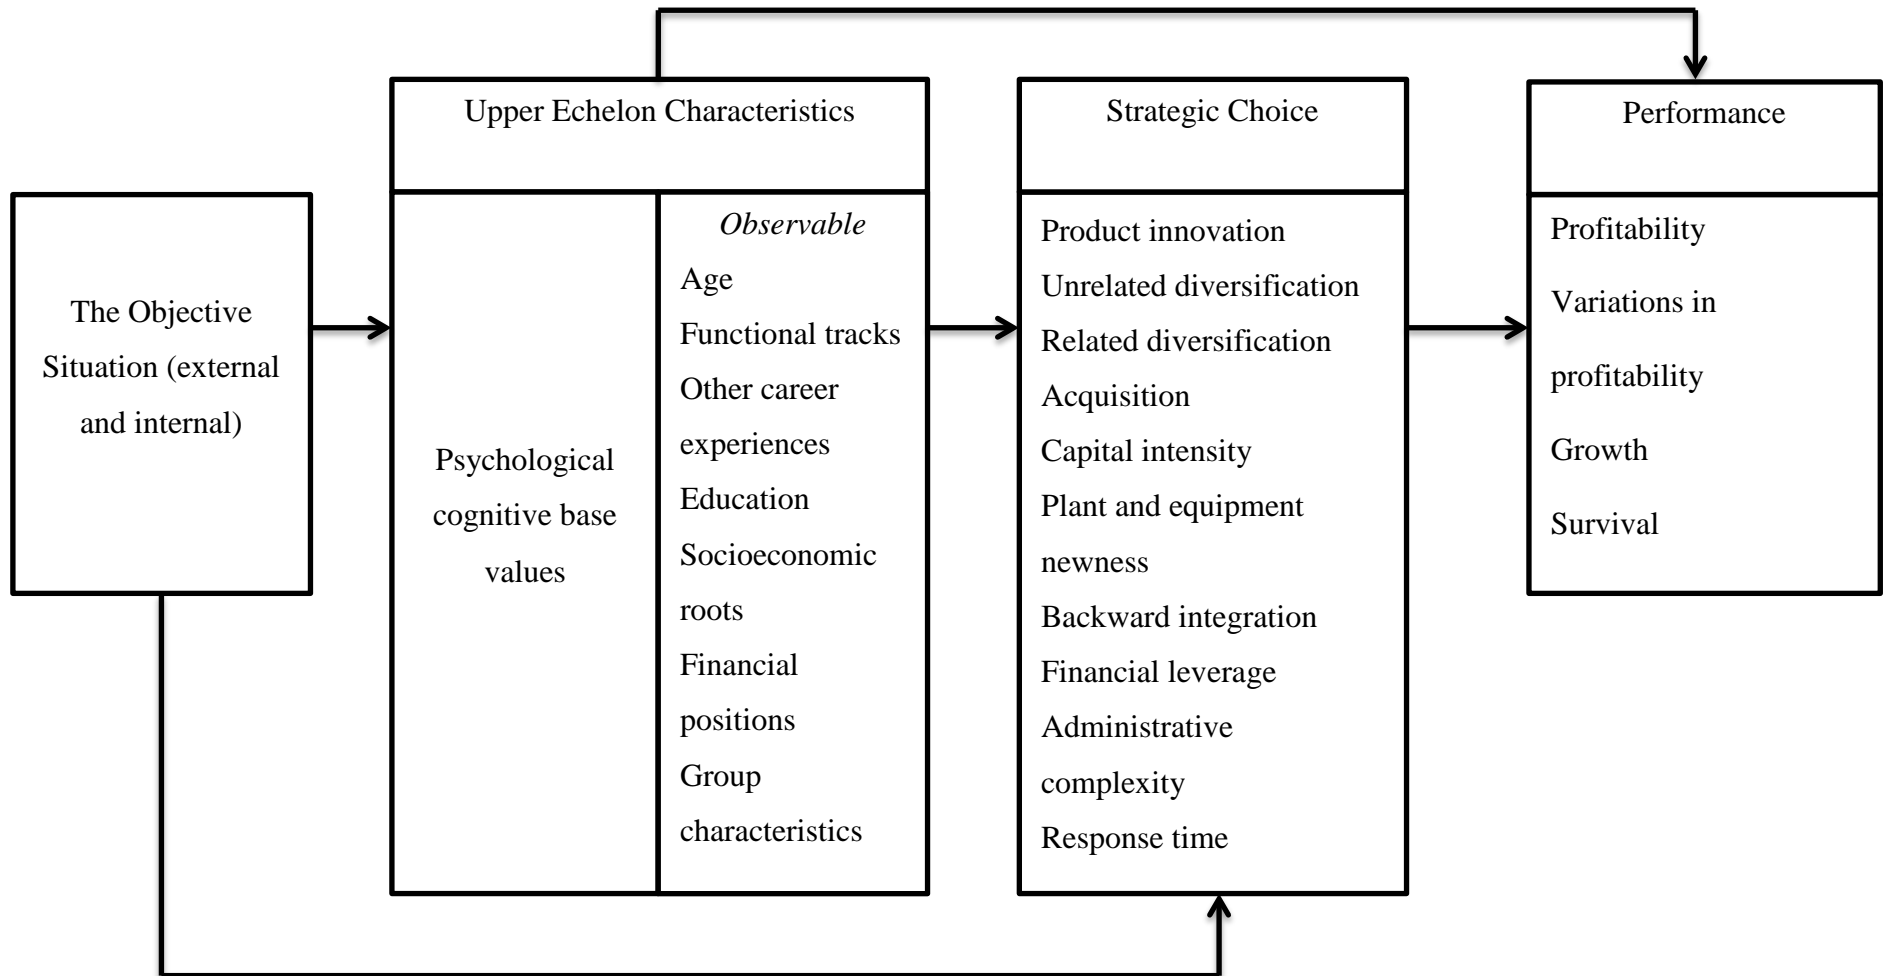 The Objective
Situation (external
and internal)
Upper Echelon Characteristics
Psychological
cognitive base
values
Observable
Age
Functional tracks
Other career
experiences
Education
Socioeconomic
roots
Financial
positions
Group
characteristics
Strategic Choice
Product innovation
Unrelated diversification
Related diversification
Acquisition
Capital intensity
Plant and equipment
newness
Backward integration
Financial leverage
Administrative
complexity
Response time
Performance
Profitability
Variations in
profitability
Growth
Survival